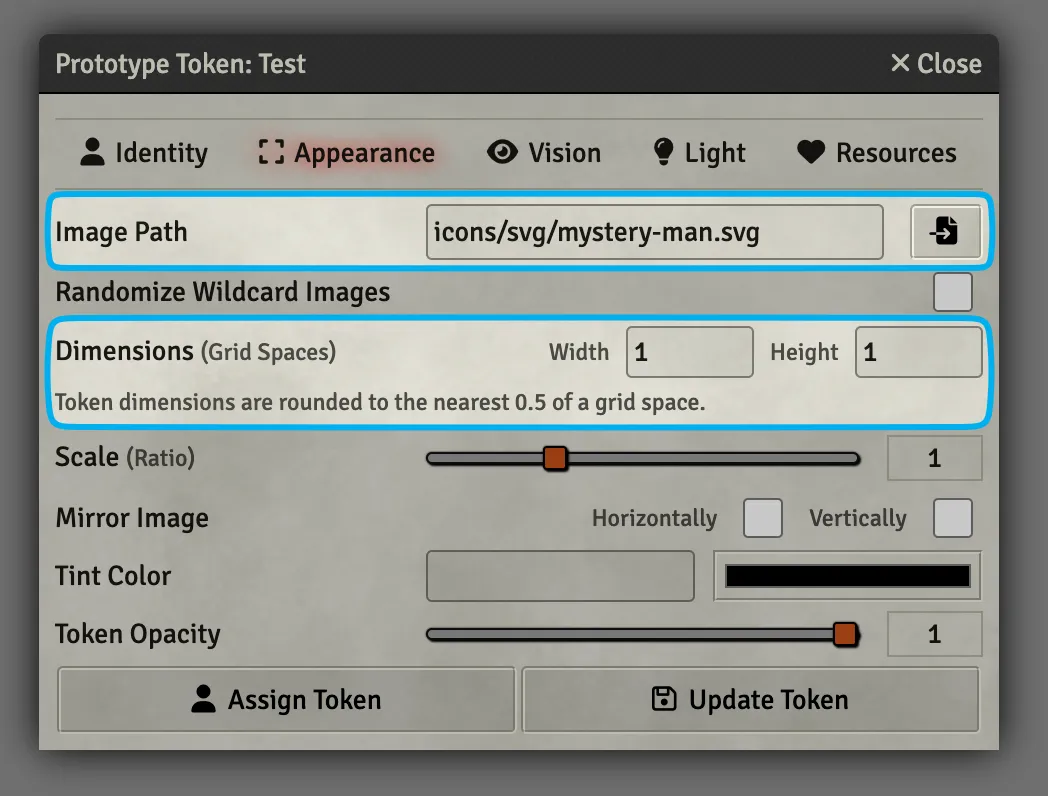 Prototype Token: Test
Close
Identity Appearance Vision Light Resources
Image Path icons/svg/mystery-man.svg
Randomize Wildcard Images
Dimensions (Grid Spaces) Width 1 Height 1
Token dimensions are rounded to the nearest 0.5 of a grid space.
Scale (Ratio) 1
Mirror Image Horizontally Vertically
Tint Color
Token Opacity 1
Assign Token Update Token